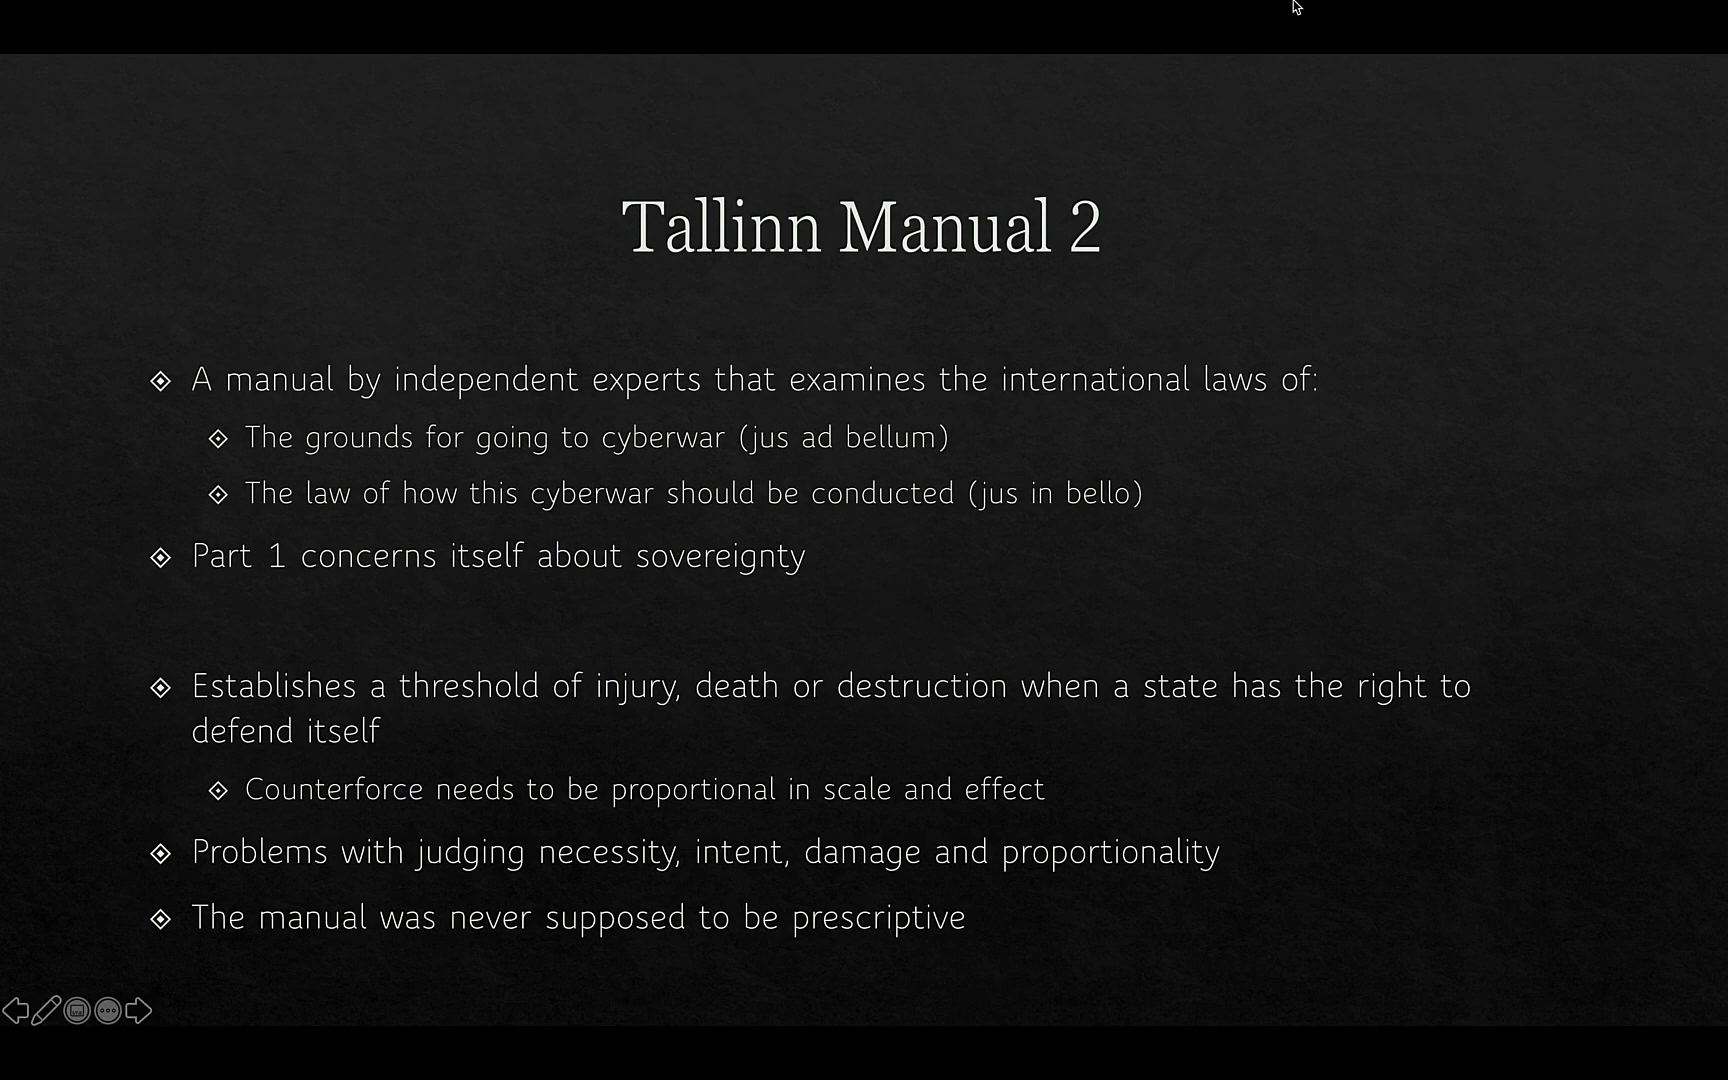 Tallinn Manual 2
A manual by independent experts that examines the international laws of:
The grounds for going to cyberwar (jus ad bellum)
The law of how this cyberwar should be conducted (jus in bello)
Part 1 concerns itself about sovereignty
Establishes a threshold of injury, death or destruction when a state has the right to
defend itself
Counterforce needs to be proportional in scale and effect
Problems with judging necessity, intent, damage and proportionality
The manual was never supposed to be prescriptive